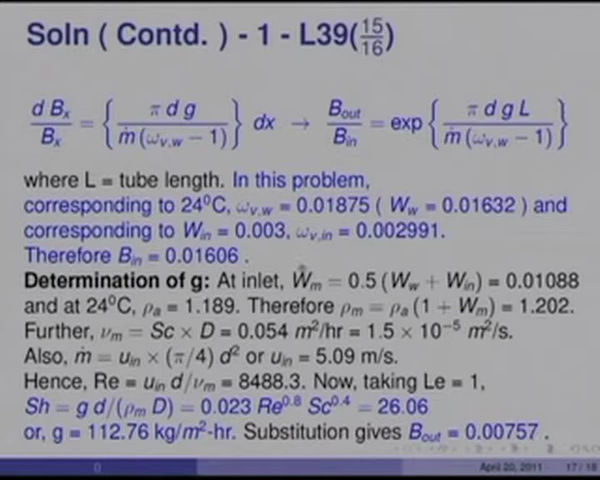 Soln ( Contd. ) - 1 - L39(15/16)
d B_x / B_x = { π d g / ṁ (ω_v,w − 1) } dx → B_out / B_in = exp { π d g L / ṁ (ω_v,w − 1) }
where L = tube length. In this problem,
corresponding to 24⁰C, ω_v,w = 0.01875 ( W_w = 0.01632 ) and
corresponding to W_in = 0.003, ω_v,in = 0.002991.
Therefore B_in = 0.01606 .
Determination of g: At inlet, W_m = 0.5 (W_w + W_in) = 0.01088
and at 24⁰C, ρ_a = 1.189. Therefore ρ_m = ρ_a (1 + W_m) = 1.202.
Further, ν_m = Sc × D = 0.054 m²/hr = 1.5 × 10⁻⁵ m²/s.
Also, ṁ = u_in × (π/4) d² or u_in = 5.09 m/s.
Hence, Re = u_in d/ν_m = 8488.3. Now, taking Le = 1,
Sh = g d/(ρ_m D) = 0.023 Re^0.8 Sc^0.4 = 26.06
or, g = 112.76 kg/m²-hr. Substitution gives B_out = 0.00757 .
()
April 20, 2011 17 / 18